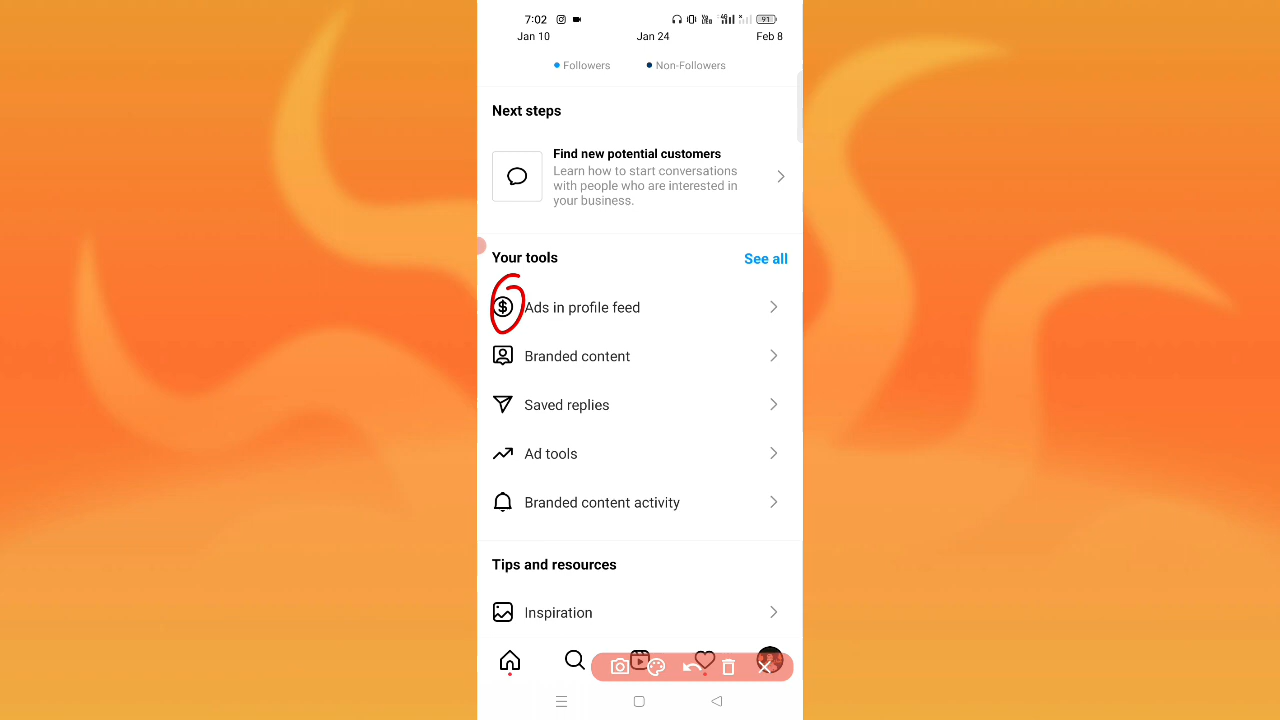 7:02
91
Jan 10 Jan 24 Feb 8
Followers Non-Followers
Next steps
Find new potential customers
Learn how to start conversations
with people who are interested in
your business.
Your tools See all
$ Ads in profile feed
Branded content
Saved replies
Ad tools
Branded content activity
Tips and resources
Inspiration